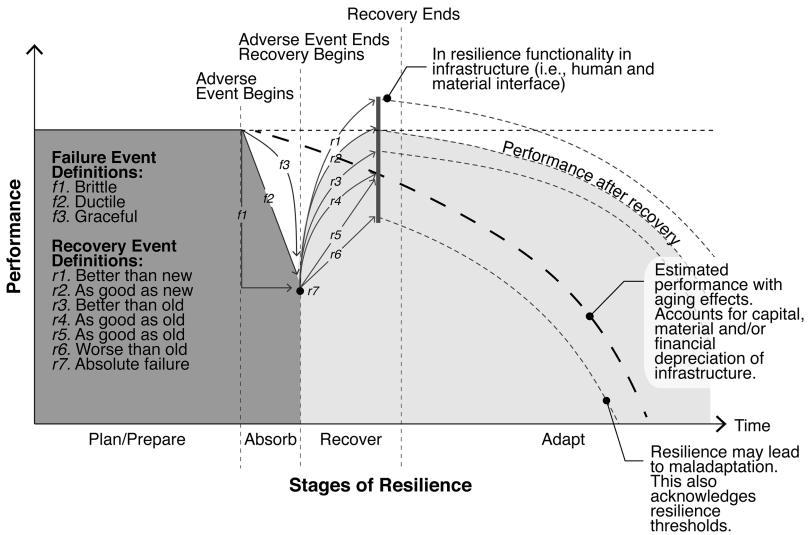 Recovery Ends
Adverse Event Ends
Recovery Begins
Adverse
Event Begins
In resilience functionality in
infrastructure (i.e., human and
material interface)
Performance after recovery
Failure Event
Definitions:
f1. Brittle
f2. Ductile
f3. Graceful
Recovery Event
Definitions:
r1. Better than new
r2. As good as new
r3. Better than old
r4. As good as old
r5. As good as old
r6. Worse than old
r7. Absolute failure
f1
f2
f3
r1
r2
r3
r4
r5
r6
r7
Performance
Estimated
performance with
aging effects.
Accounts for capital,
material and/or
financial
depreciation of
infrastructure.
Time
Plan/Prepare
Absorb
Recover
Adapt
Stages of Resilience
Resilience may lead
to maladaptation.
This also
acknowledges
resilience
thresholds.